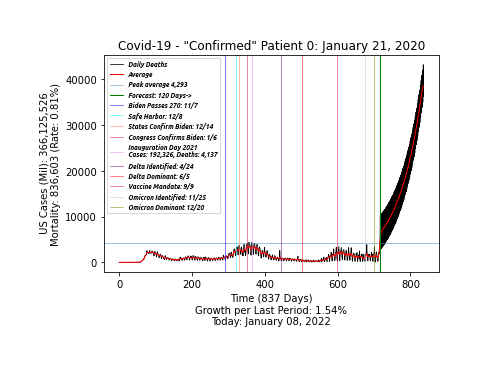 Covid-19 - "Confirmed" Patient 0: January 21, 2020
US Cases (Mil): 366,125,526
Mortality: 836,603 (Rate: 0.81%)
40000
30000
20000
10000
0
Daily Deaths
Average
Peak average 4,293
Forecast: 120 Days->
Biden Passes 270: 11/7
Safe Harbor: 12/8
States Confirm Biden: 12/14
Congress Confirms Biden: 1/6
Inauguration Day 2021
Cases: 192,326, Deaths: 4,137
Delta Identified: 4/24
Delta Dominant: 6/5
Vaccine Mandate: 9/9
Omicron Identified: 11/25
Omicron Dominant 12/20
0 200 400 600 800
Time (837 Days)
Growth per Last Period: 1.54%
Today: January 08, 2022